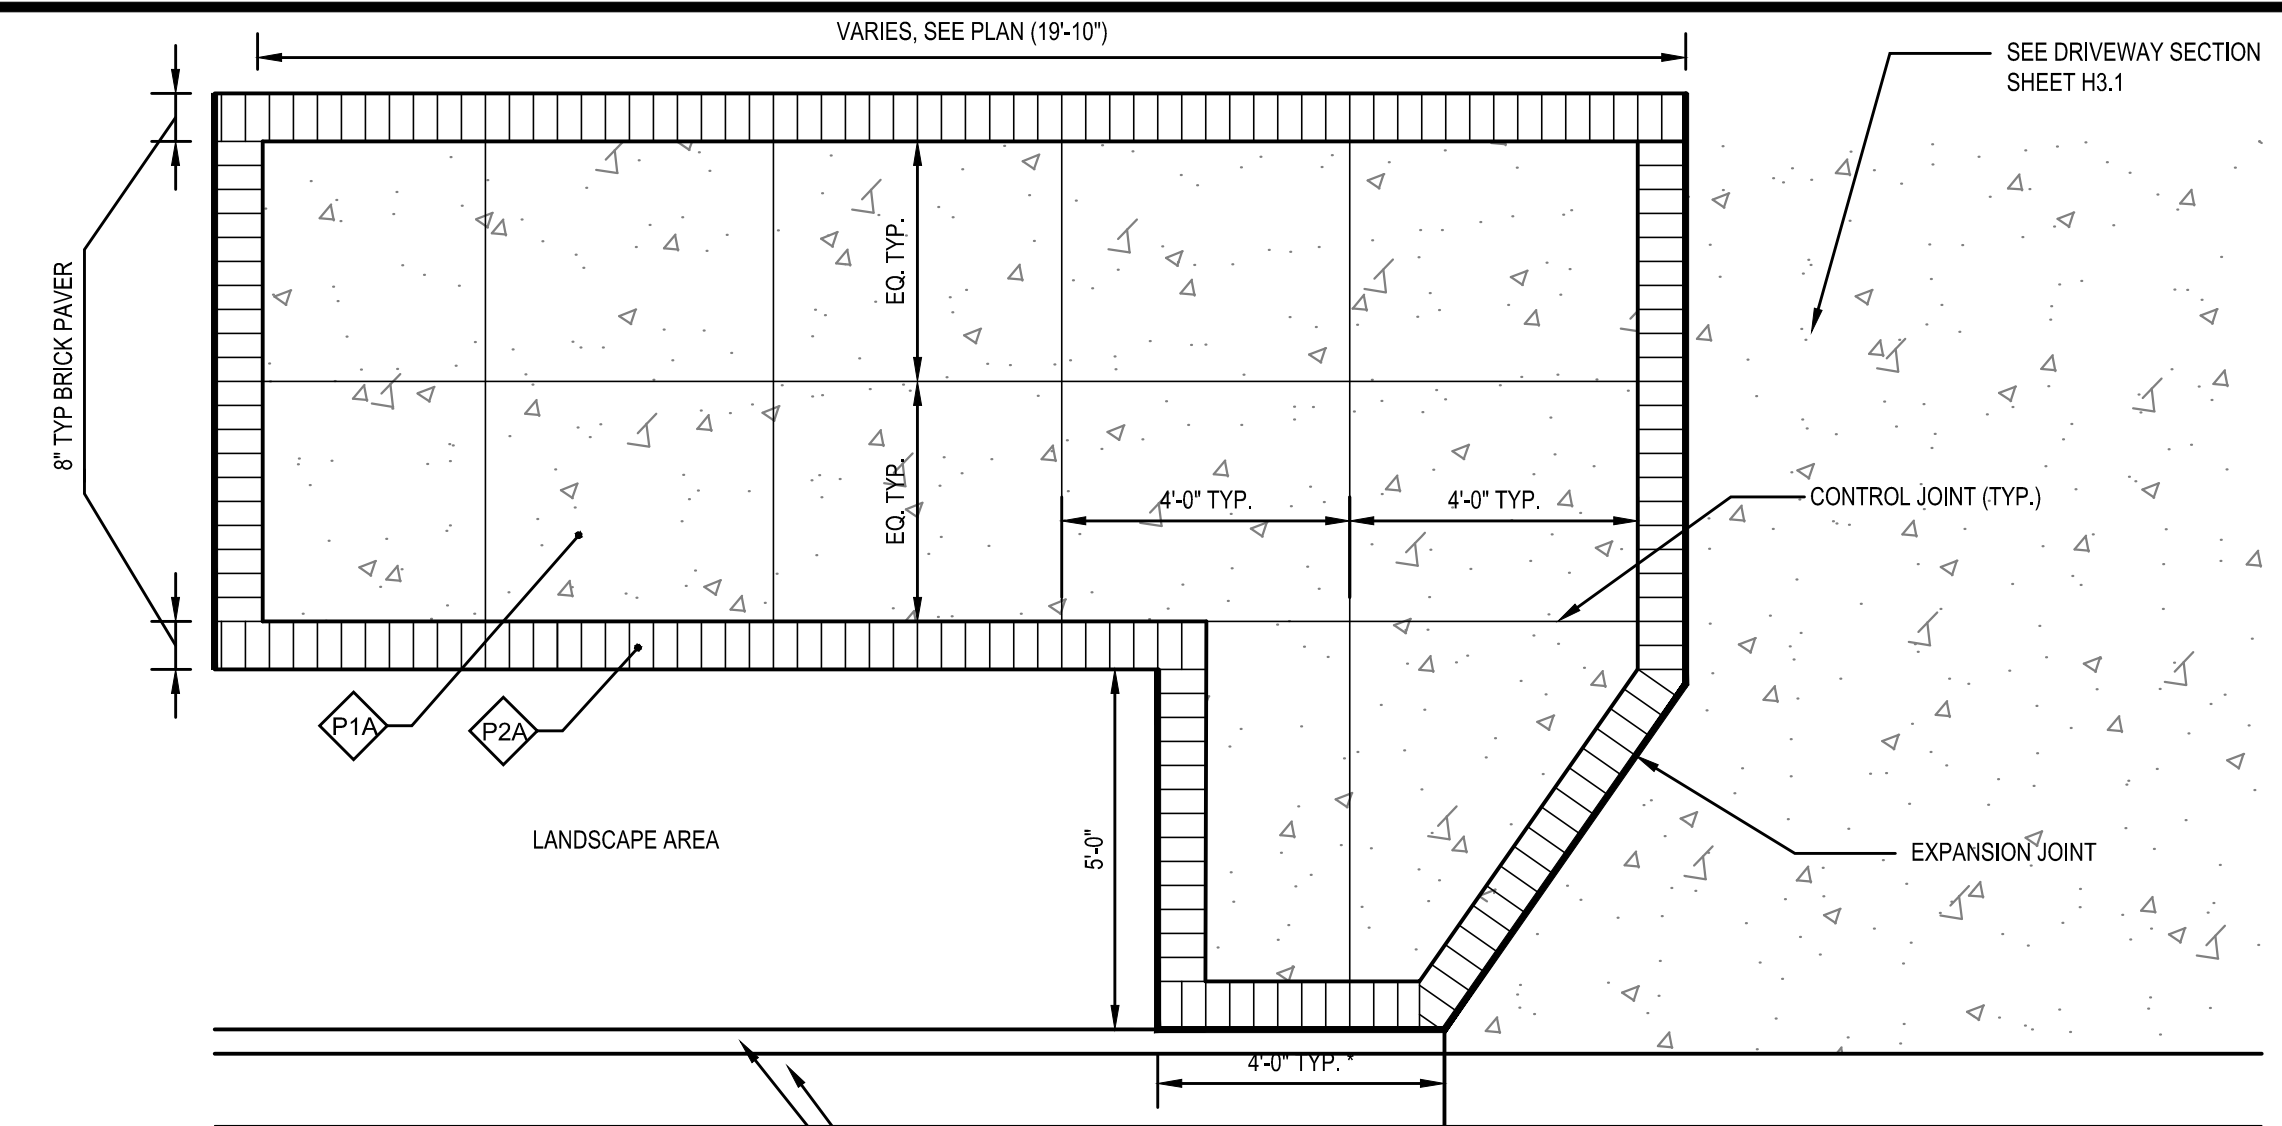 VARIES, SEE PLAN (19'-10")
SEE DRIVEWAY SECTION
SHEET H3.1
8" TYP BRICK PAVER
EQ. TYP.
EQ. TYP.
4'-0" TYP.
4'-0" TYP.
CONTROL JOINT (TYP.)
P1A
P2A
LANDSCAPE AREA
5'-0"
EXPANSION JOINT
4'-0" TYP. *